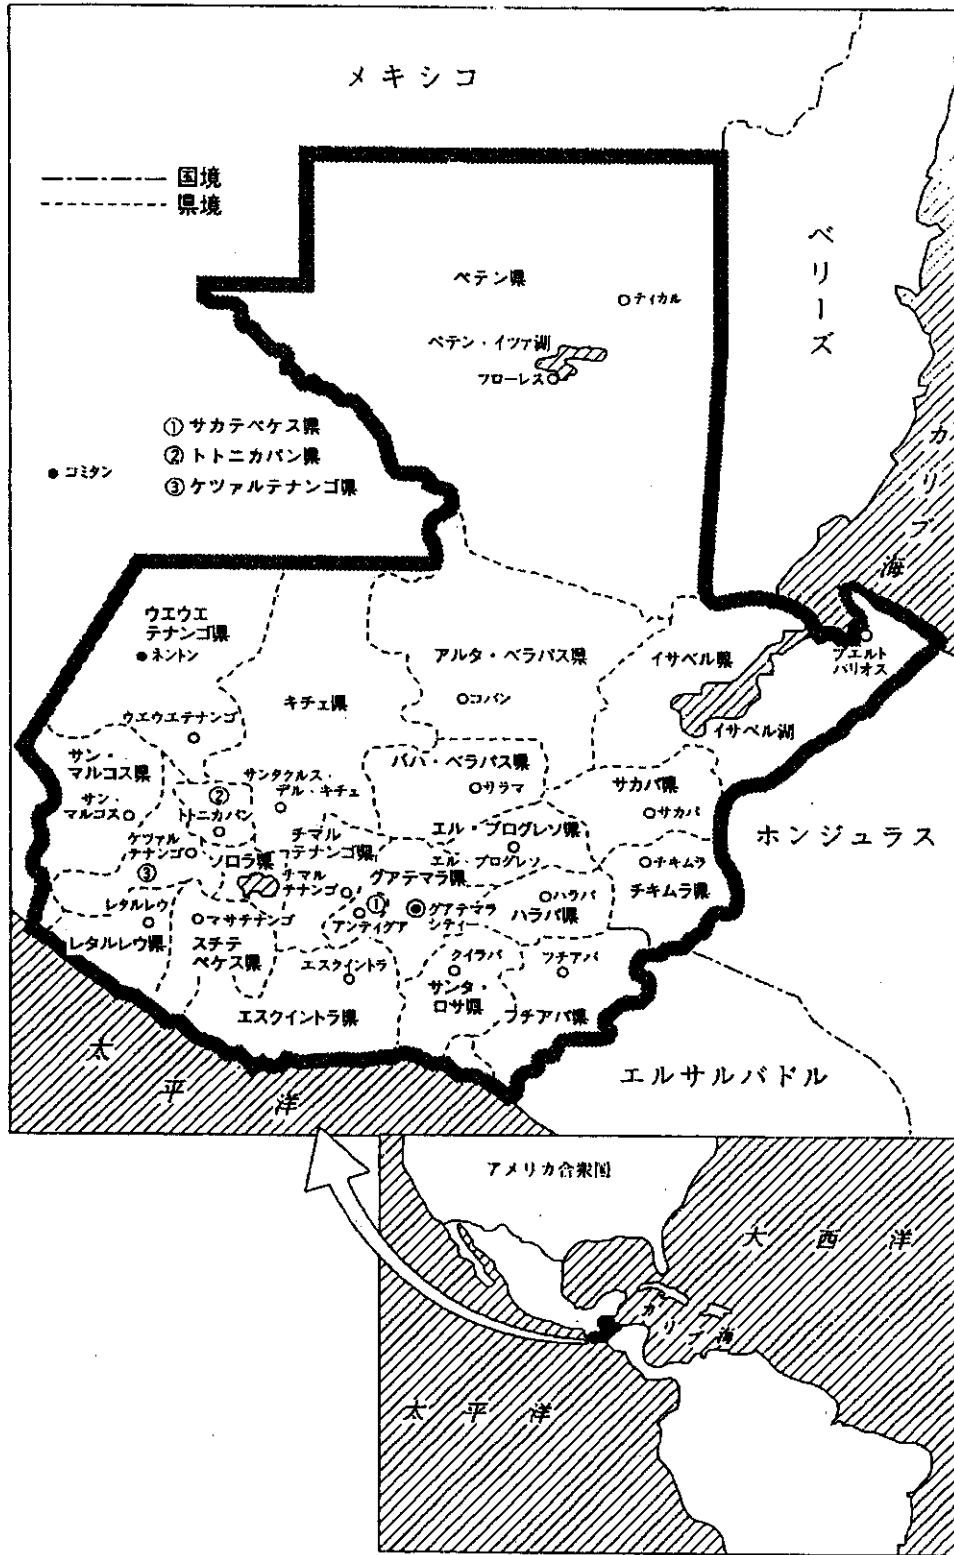 メキシコ
国境
県境
ベリーズ
ペテン県
ティカル
ペテン・イツァ湖
フローレス
① サカテペケス県
② トトニカパン県
③ ケツァルテナンゴ県
コミタン
カリブ海
ウエウエ
テナンゴ県
ネントン
アルタ・ベラパス県
イサベル県
プエルト
バリオス
キチェ県
コバン
ウエウエテナンゴ
イサベル湖
サン・
マルコス県
バハ・ベラパス県
サンタクルス・
デル・キチェ
サラマ
サカパ県
サカパ
②
サン・
マルコス
トトニカパン
チマル
テナンゴ県
エル・プログレソ県
ホンジュラス
ケツァル
テナンゴ
ソロラ県
エル・プログレソ
チキムラ
チキムラ県
③
チマル
テナンゴ
グアテマラ県
ハラパ
ハラパ県
レタルレウ
マサテナンゴ
①
アンティグア
グアテマラ
シティー
レタルレウ県
スチテ
ペケス県
エスクイントラ
クイラパ
フチアパ
サンタ・
ロサ県
エスクイントラ県
フチアパ県
エルサルバドル
太平洋
アメリカ合衆国
大西洋
カリブ海
太平洋